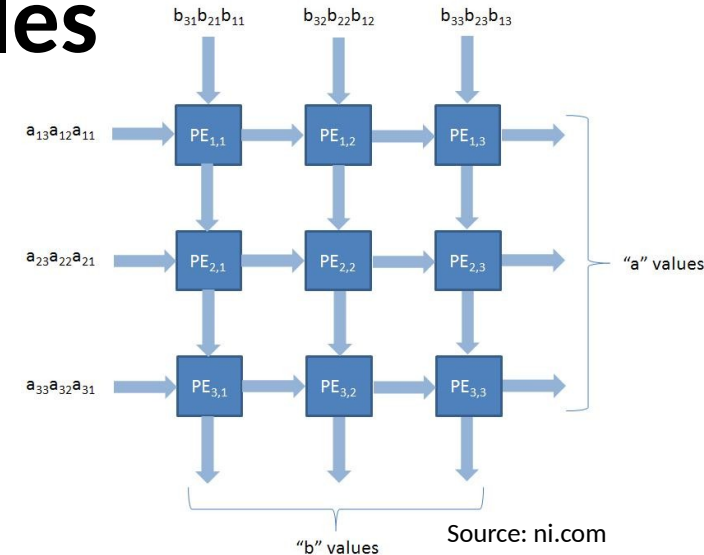 les
b₃₁b₂₁b₁₁ b₃₂b₂₂b₁₂ b₃₃b₂₃b₁₃
a₁₃a₁₂a₁₁ PE₁,₁ PE₁,₂ PE₁,₃
a₂₃a₂₂a₂₁ PE₂,₁ PE₂,₂ PE₂,₃ “a” values
a₃₃a₃₂a₃₁ PE₃,₁ PE₃,₂ PE₃,₃
Source: ni.com
“b” values